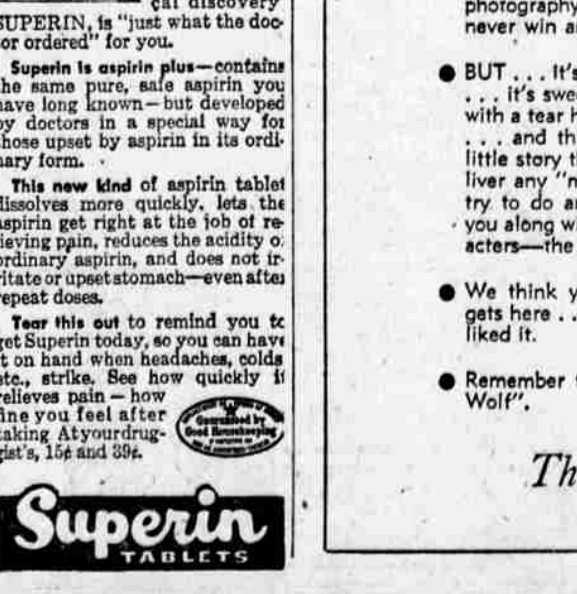 cal discovery
SUPERIN, is "just what the doc-
or ordered" for you.
Superin is aspirin plus—contains
he same pure, safe aspirin you
have long known—but developed
by doctors in a special way for
those upset by aspirin in its ordi-
nary form.
This new kind of aspirin tablet
dissolves more quickly, lets the
aspirin get right at the job of re-
lieving pain, reduces the acidity of
ordinary aspirin, and does not ir-
ritate or upset stomach—even after
repeat doses.
Tear this out to remind you to
get Superin today, so you can have
it on hand when headaches, colds
etc., strike. See how quickly it
relieves pain — how
fine you feel after
taking At your drug-
gist's, 15¢ and 39¢.
Guaranteed by
Good Housekeeping
Superin
TABLETS
photography
never win a
● BUT . . . It's
. . . it's swe
with a tear h
. . . and th
little story t
liver any "n
try to do a
you along w
acters—the
● We think y
gets here . .
liked it.
● Remember
Wolf".
Th